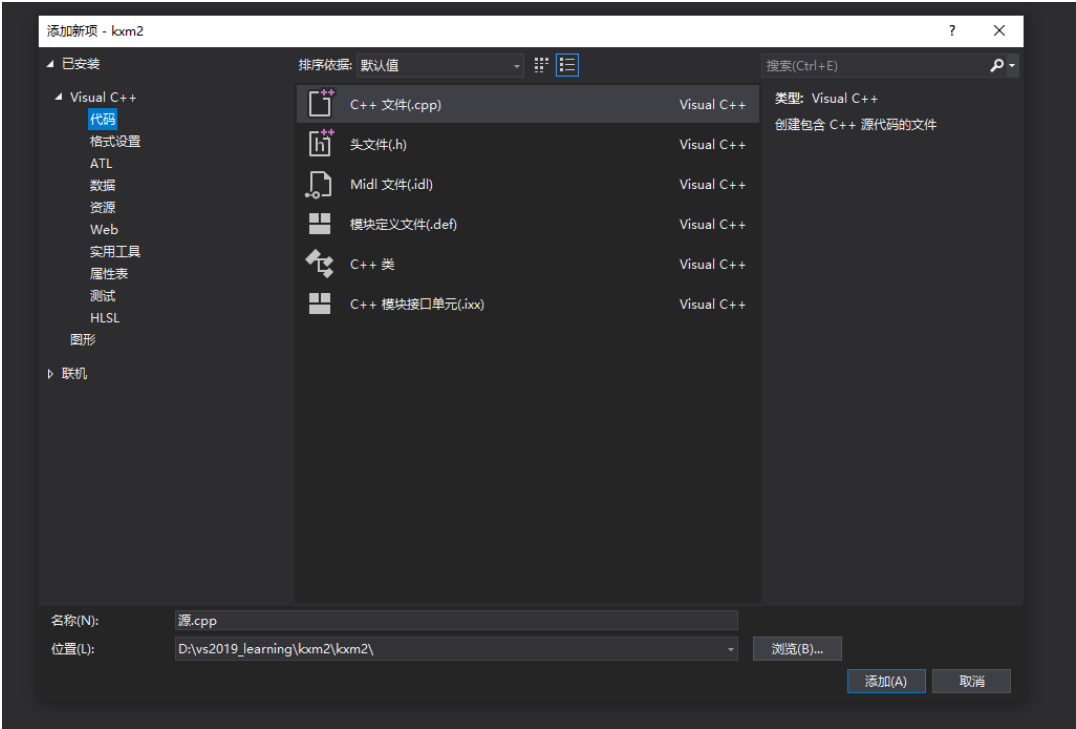 添加新项 - kxm2
?
已安装
排序依据: 默认值
搜索(Ctrl+E)
Visual C++
代码
格式设置
ATL
数据
资源
Web
实用工具
属性表
测试
HLSL
图形
联机
C++ 文件(.cpp) Visual C++
头文件(.h) Visual C++
Midl 文件(.idl) Visual C++
模块定义文件(.def) Visual C++
C++ 类 Visual C++
C++ 模块接口单元(.ixx) Visual C++
类型: Visual C++
创建包含 C++ 源代码的文件
名称(N): 源.cpp
位置(L): D:\vs2019_learning\kxm2\kxm2\
浏览(B)...
添加(A) 取消